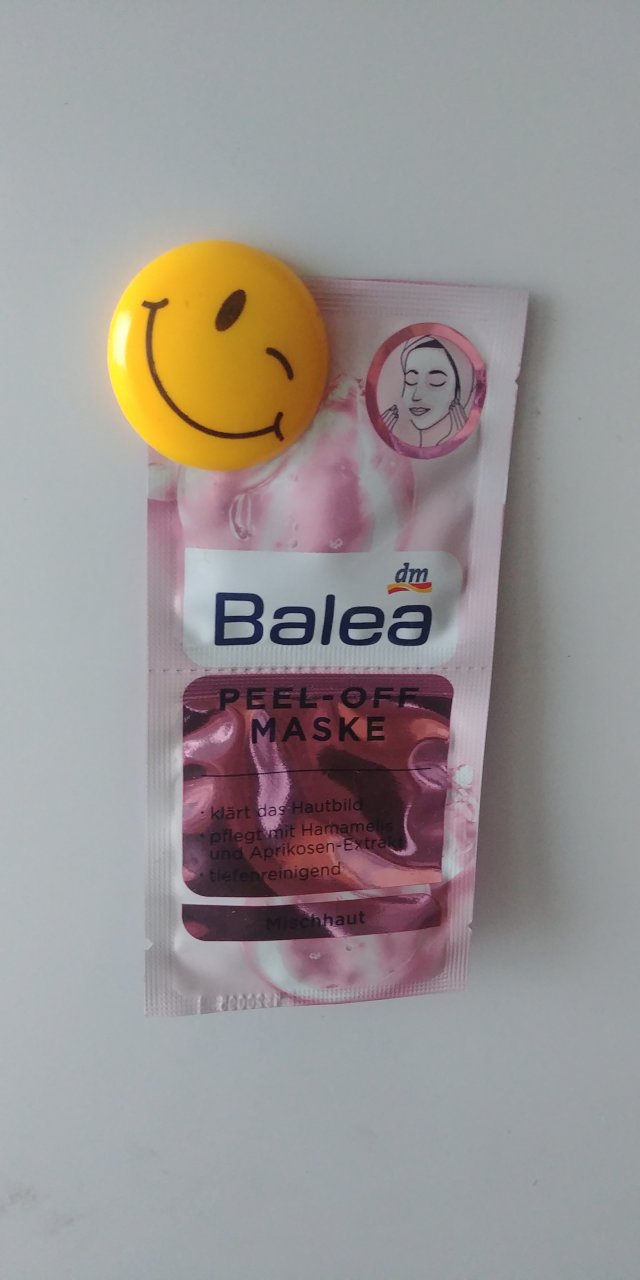 dm
Balea
PEEL-OFF
MASKE
· klärt das Hautbild
· pflegt mit Hamamelis
und Aprikosen-Extrakt
· tiefenreinigend
Mischhaut